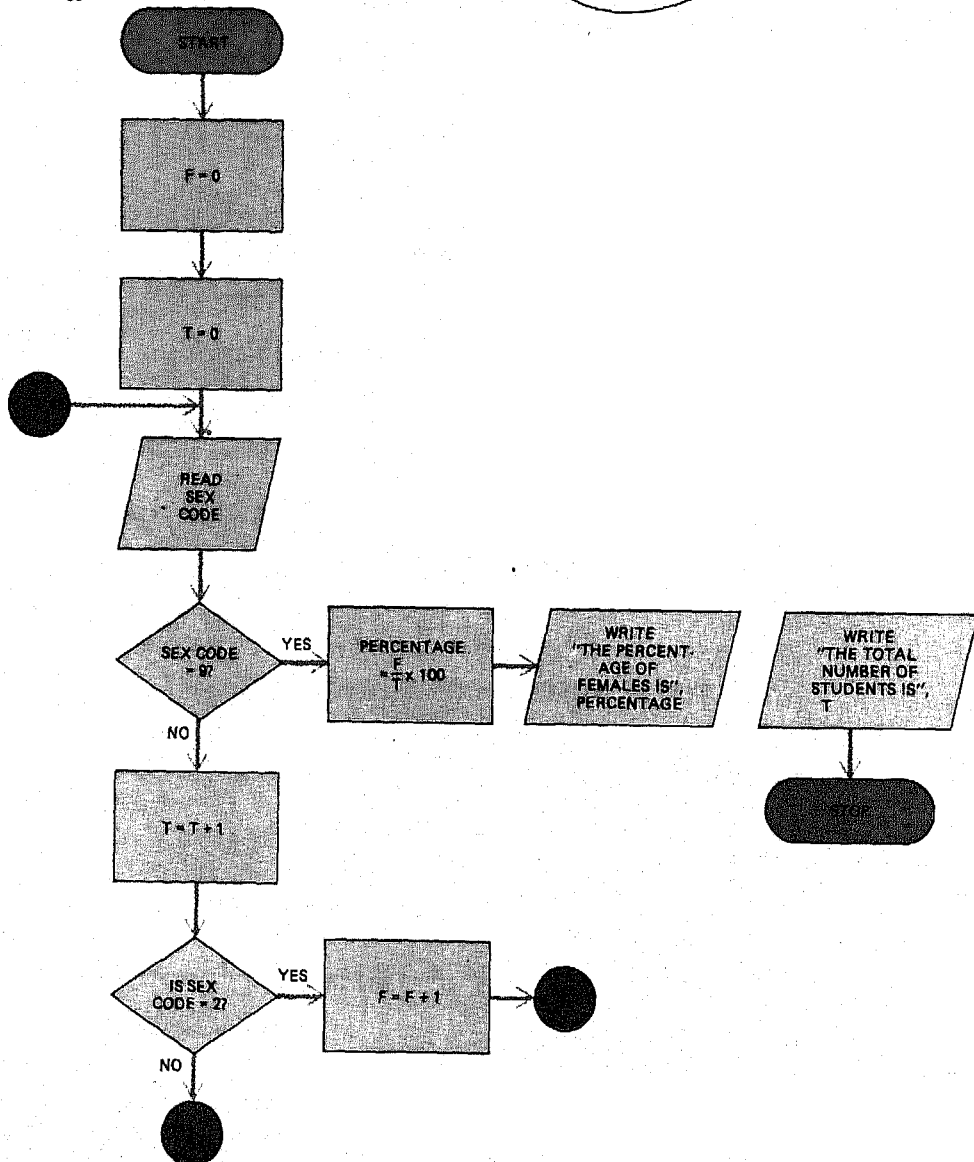 START
F = 0
T = 0
READ
SEX
CODE
SEX CODE
= 9?
YES
PERCENTAGE
= F/T x 100
WRITE
"THE PERCENT-
AGE OF
FEMALES IS",
PERCENTAGE
WRITE
"THE TOTAL
NUMBER OF
STUDENTS IS",
T
STOP
NO
T = T + 1
IS SEX
CODE = 2?
YES
F = F + 1
NO